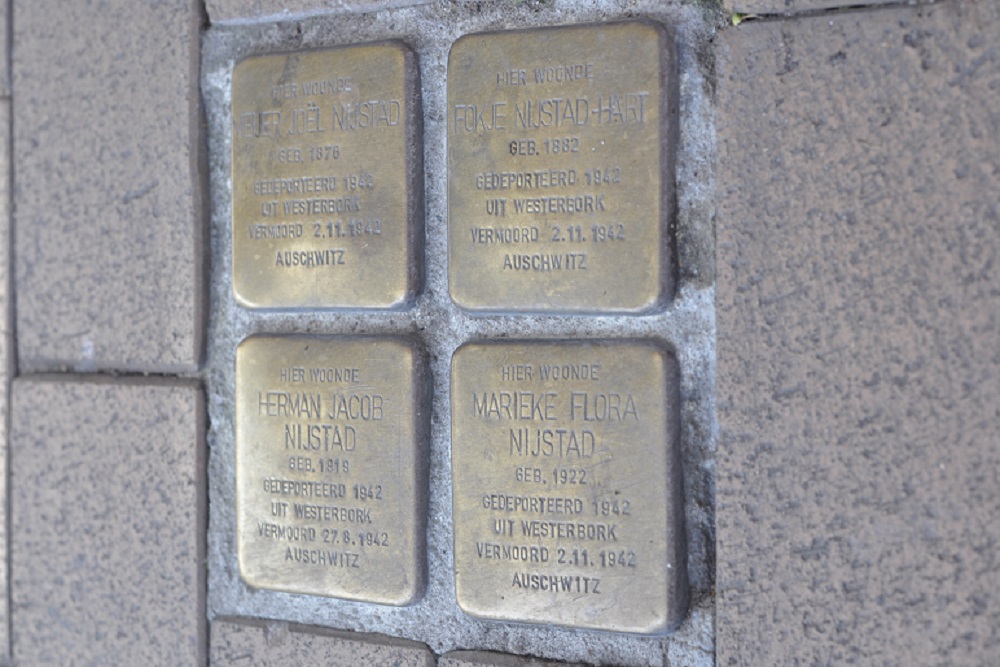 HIER WOONDE
JOËL NIJSTAD
GEB. 1876
GEDEPORTEERD 1942
UIT WESTERBORK
VERMOORD 2.11.1942
AUSCHWITZ
HIER WOONDE
FOKJE NIJSTAD-HART
GEB. 1882
GEDEPORTEERD 1942
UIT WESTERBORK
VERMOORD 2.11.1942
AUSCHWITZ
HIER WOONDE
HERMAN JACOB
NIJSTAD
GEB. 1919
GEDEPORTEERD 1942
UIT WESTERBORK
VERMOORD 27.8.1942
AUSCHWITZ
HIER WOONDE
MARIEKE FLORA
NIJSTAD
GEB. 1922
GEDEPORTEERD 1942
UIT WESTERBORK
VERMOORD 2.11.1942
AUSCHWITZ